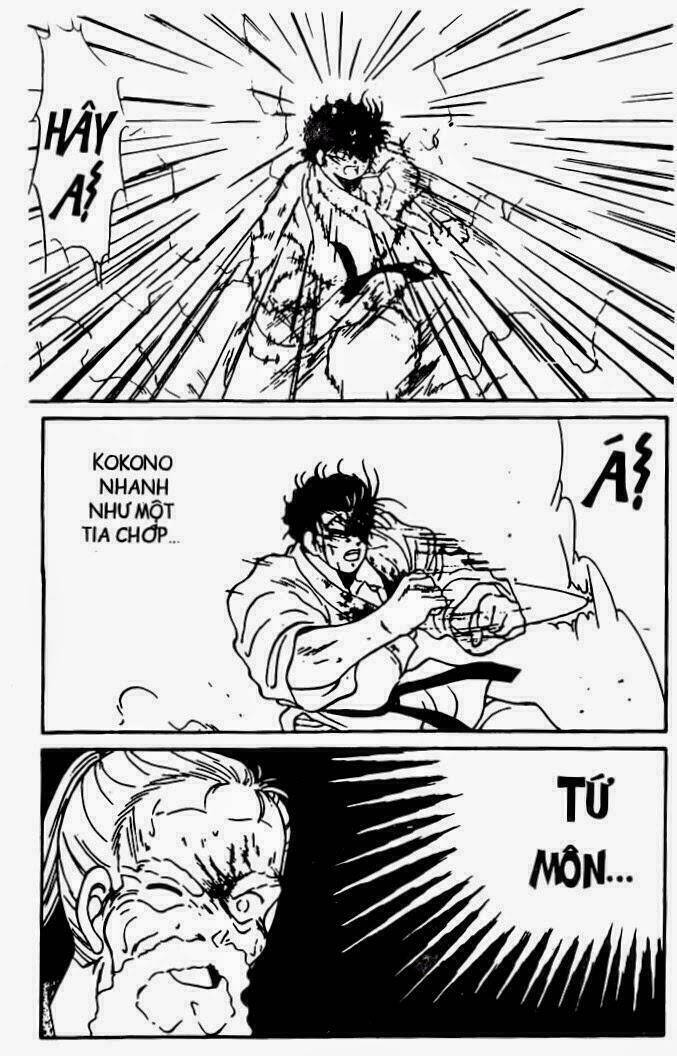 HÂY
Á!
KOKONO
NHANH
NHƯ MỘT
TIA CHỚP...
Á!
TỨ
MÔN...